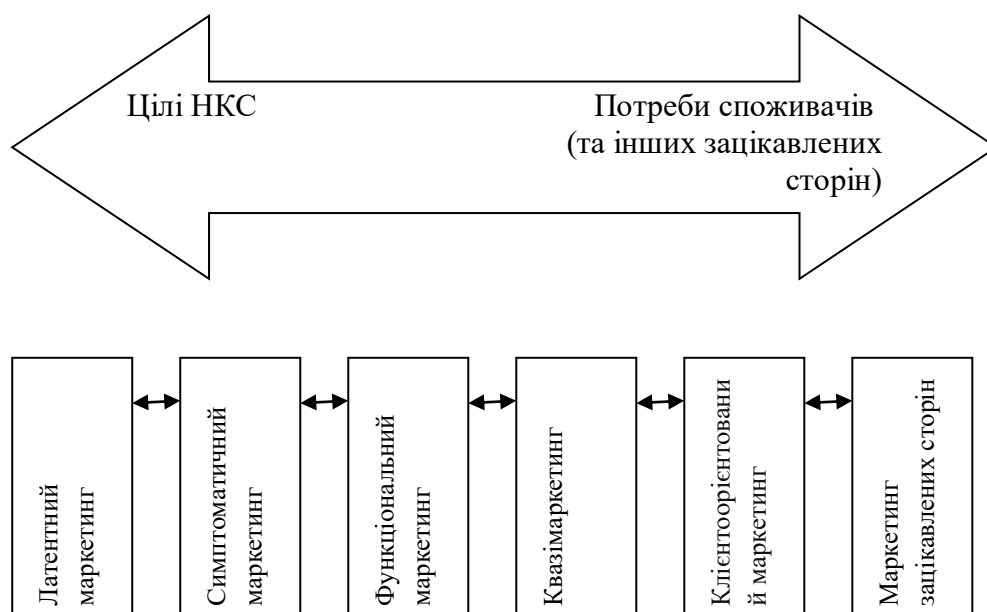 Цілі НКС
Потреби споживачів
(та інших зацікавлених
сторін)
Латентний
маркетинг
Симптоматичний
маркетинг
Функціональний
маркетинг
Квазімаркетинг
Клієнтоорієнтовани
й маркетинг
Маркетинг
зацікавлених сторін